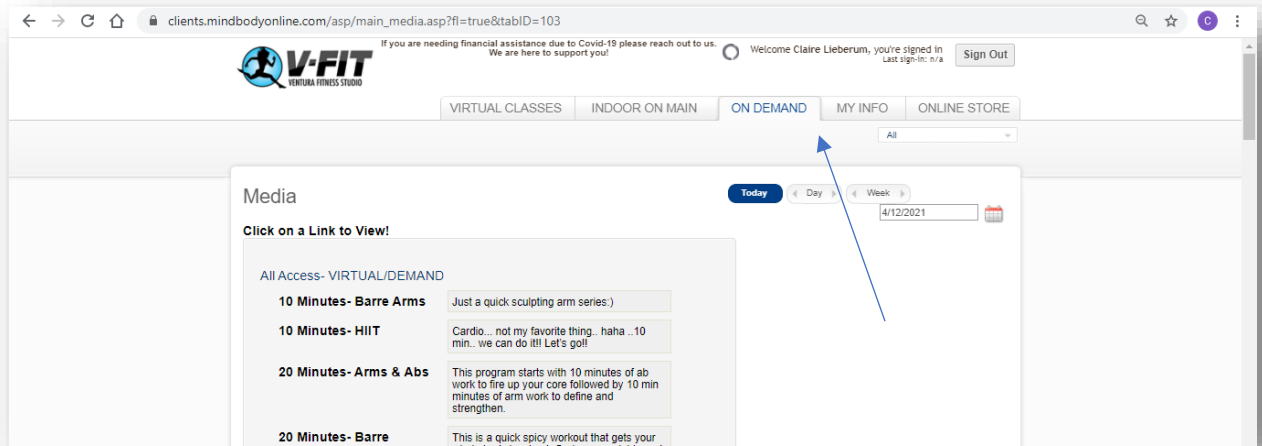 clients.mindbodyonline.com/asp/main_media.asp?fl=true&tabID=103
C
V-FIT
VENTURA FITNESS STUDIO
If you are needing financial assistance due to Covid-19 please reach out to us.
We are here to support you!
Welcome Claire Lieberum, you're signed in
Last sign-in: n/a
Sign Out
VIRTUAL CLASSES
INDOOR ON MAIN
ON DEMAND
MY INFO
ONLINE STORE
All
Media
Today
Day
Week
4/12/2021
Click on a Link to View!
All Access- VIRTUAL/DEMAND
10 Minutes- Barre Arms
Just a quick sculpting arm series:)
10 Minutes- HIIT
Cardio... not my favorite thing.. haha ..10
min.. we can do it!! Let's go!!
20 Minutes- Arms & Abs
This program starts with 10 minutes of ab
work to fire up your core followed by 10 min
minutes of arm work to define and
strengthen.
20 Minutes- Barre
This is a quick spicy workout that gets your